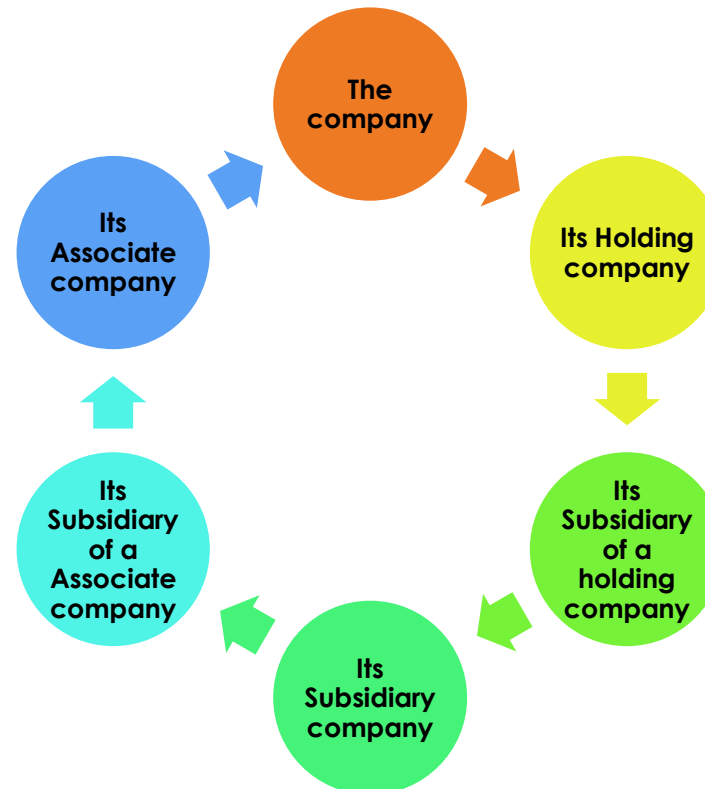 The
company
Its Holding
company
Its
Subsidiary
of a
holding
company
Its
Subsidiary
company
Its
Subsidiary
of a
Associate
company
Its
Associate
company